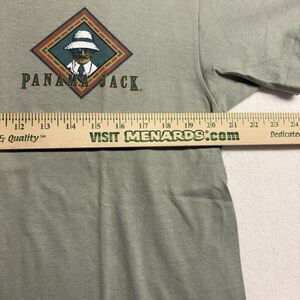 PANAMA JACK®
12 13 14 15 16 17 18 19 20 21 22 23 24
& Quality℠ VISIT MENARDS.com Dedicated